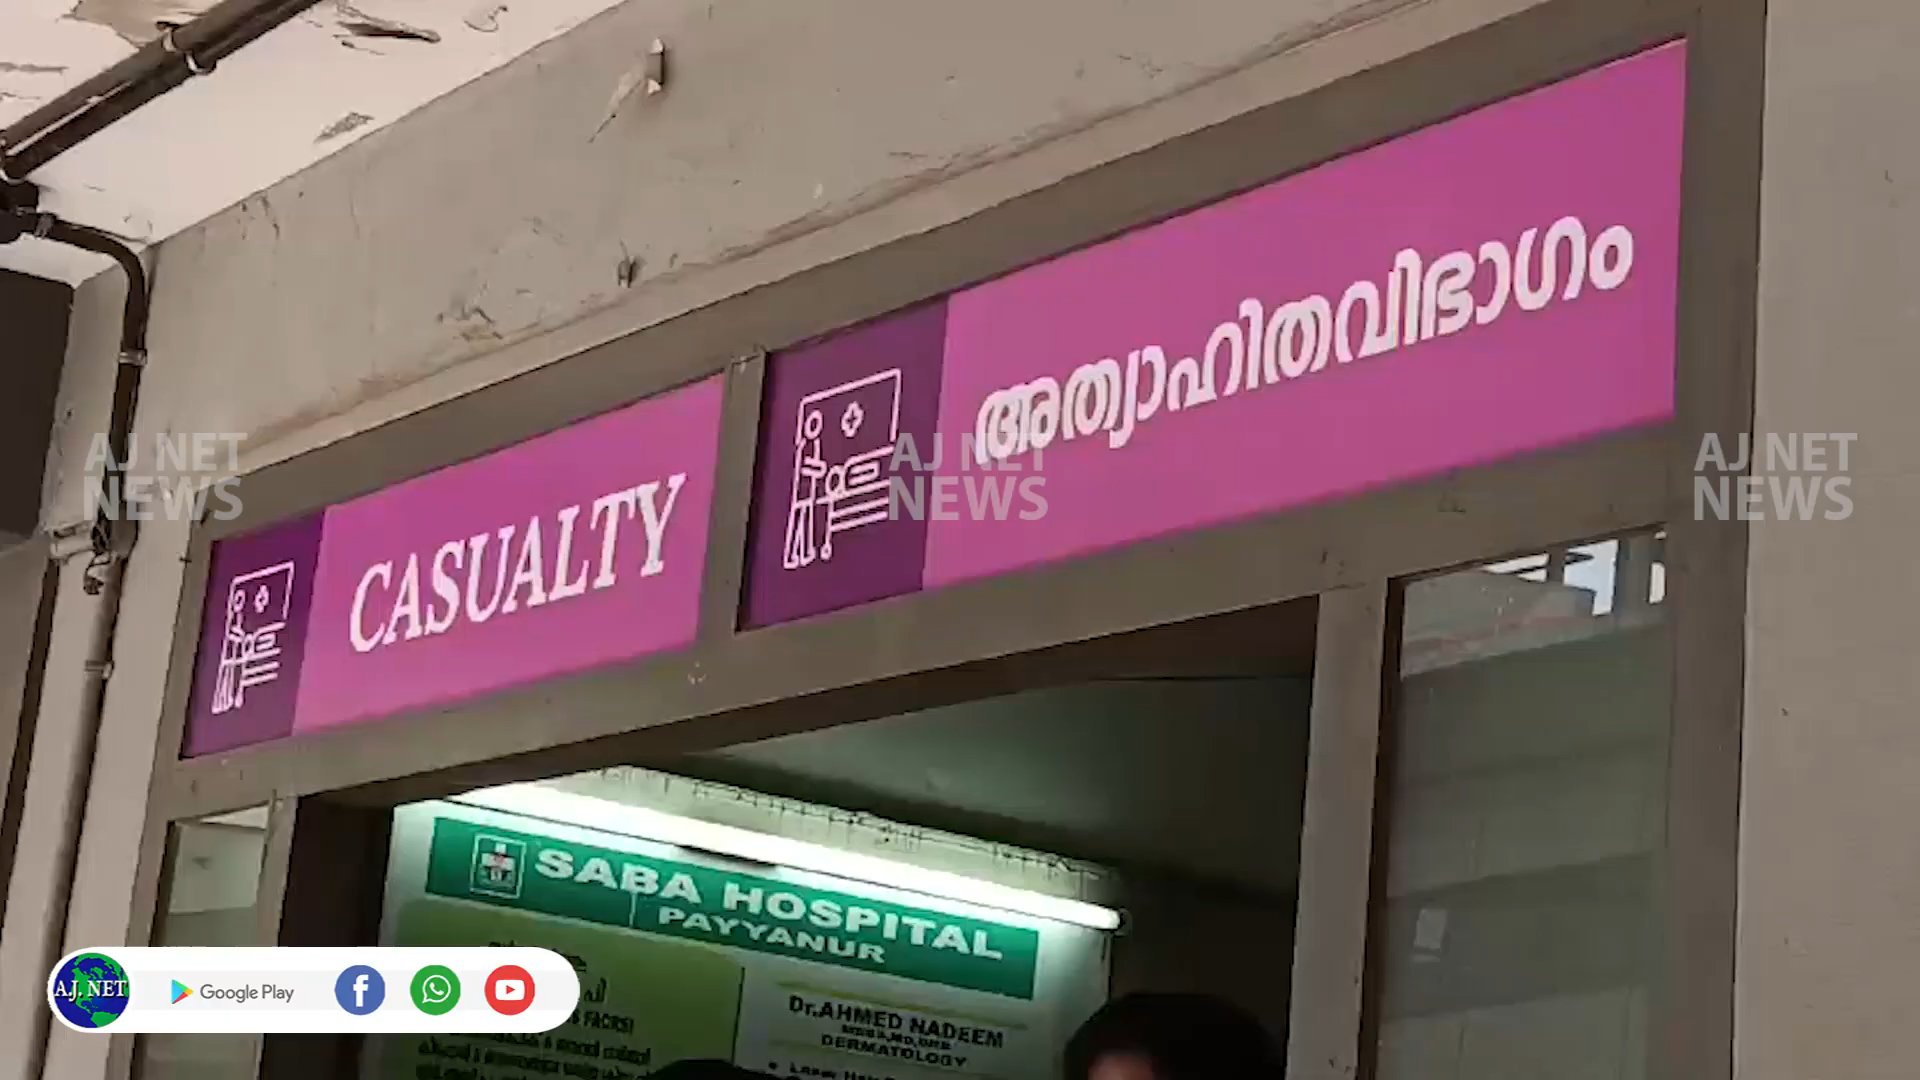 CASUALTY
അത്യാഹിതവിഭാഗം
AJ NET
NEWS
AJ NET
NEWS
AJ NET
NEWS
SABA HOSPITAL
PAYYANUR
Dr.AHMED NADEEM
DERMATOLOGY
A.J. NET
Google Play